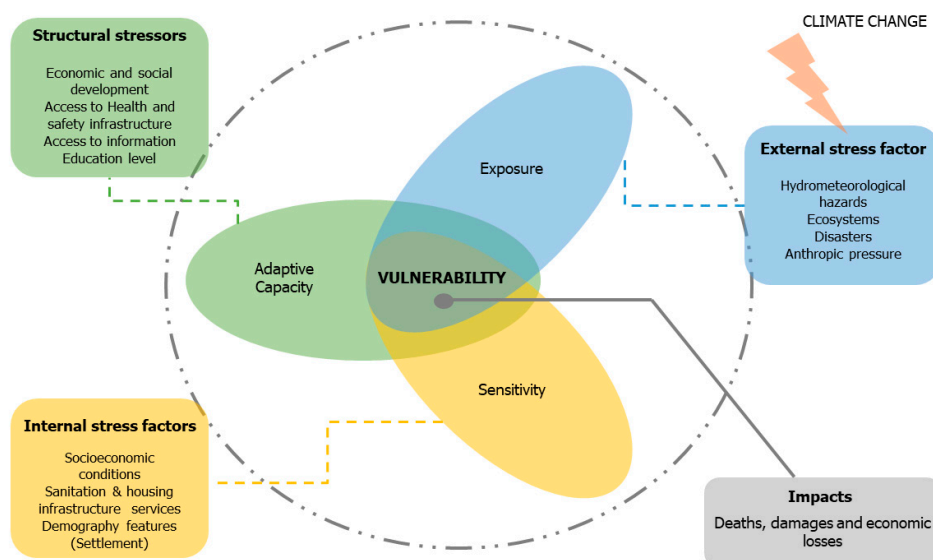 Structural stressors
Economic and social
development
Access to Health and
safety infrastructure
Access to information
Education level
CLIMATE CHANGE
External stress factor
Hydrometeorological
hazards
Ecosystems
Disasters
Anthropic pressure
Exposure
Adaptive
Capacity
VULNERABILITY
Sensitivity
Internal stress factors
Socioeconomic
conditions
Sanitation & housing
infrastructure services
Demography features
(Settlement)
Impacts
Deaths, damages and economic
losses